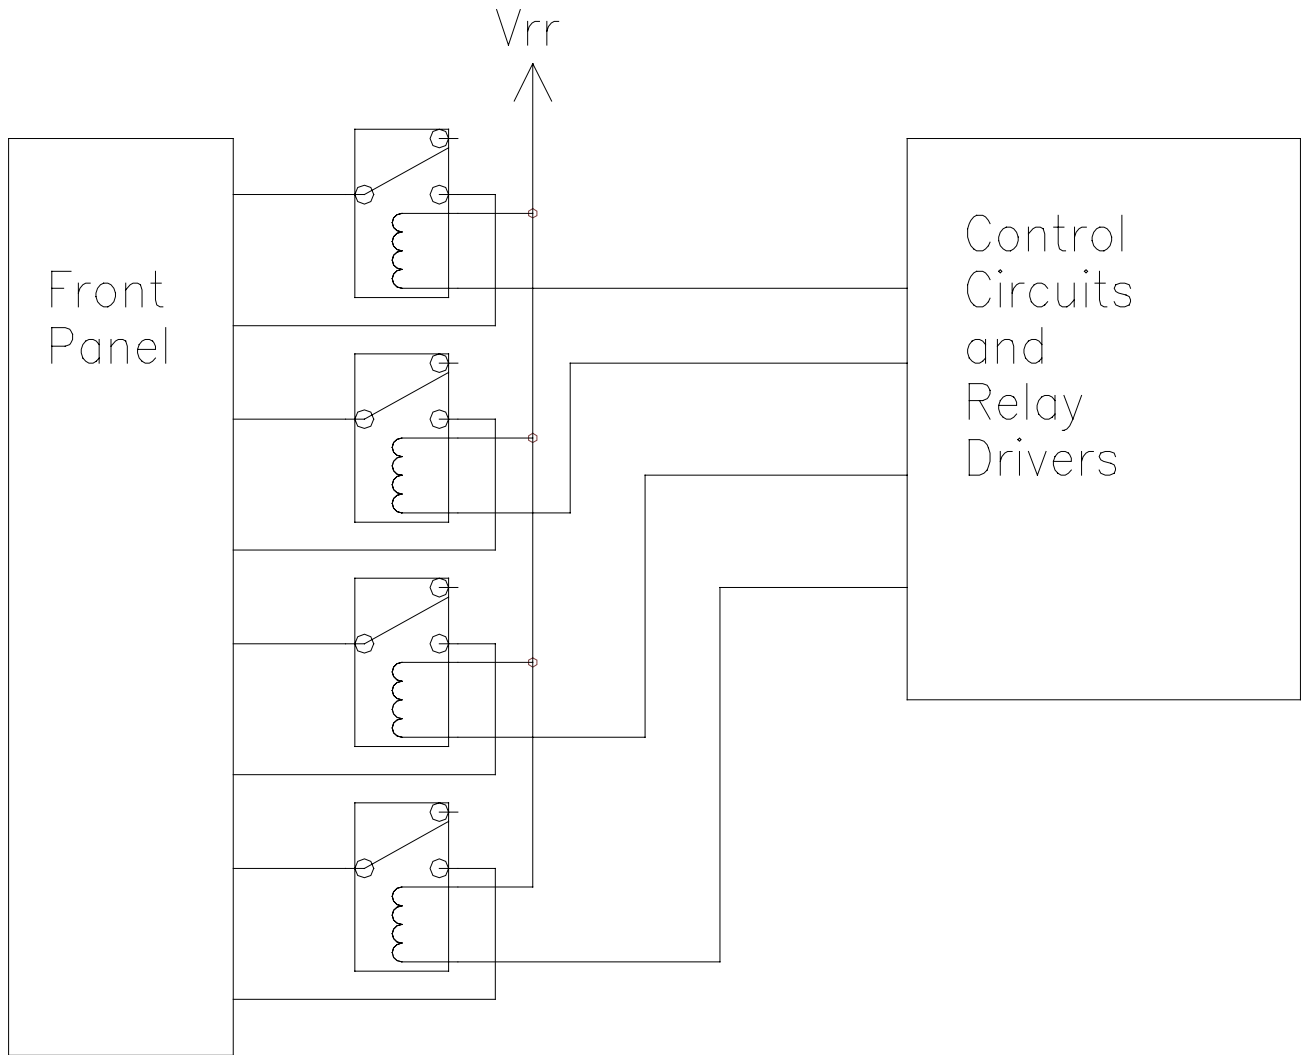 Vrr
Front
Panel
Control
Circuits
and
Relay
Drivers